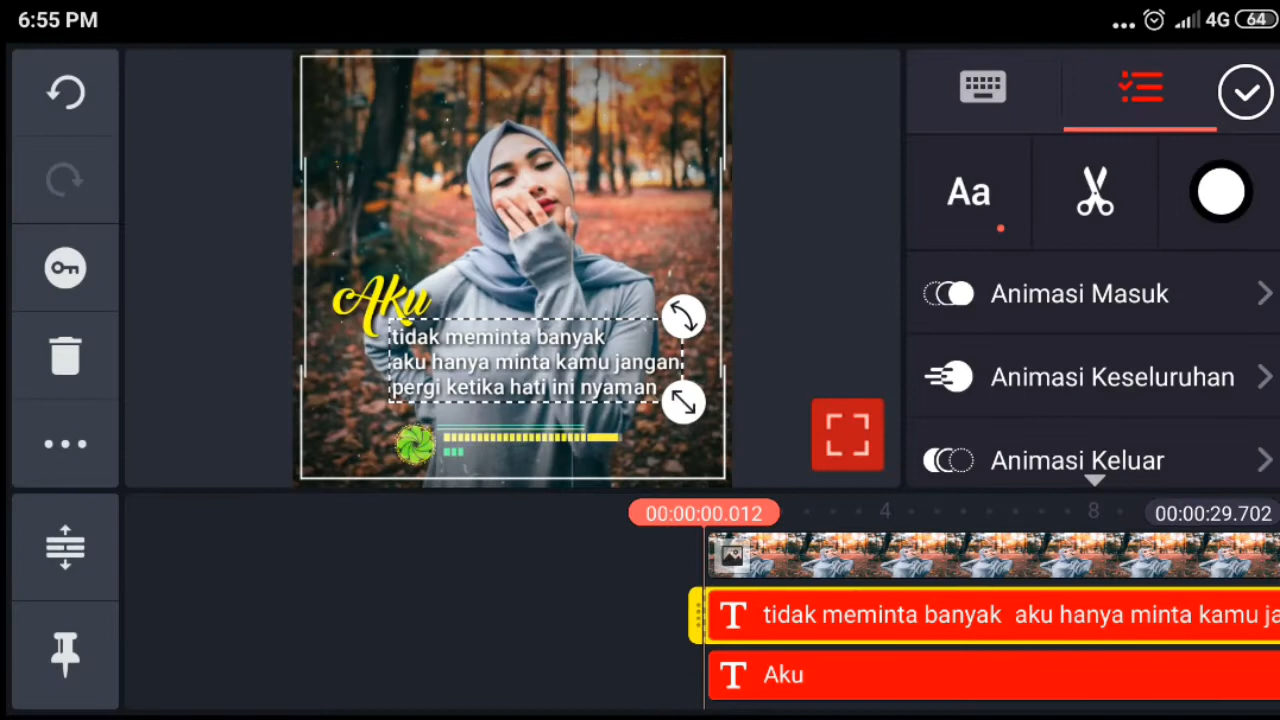 6:55 PM
4G 64
Aa
Animasi Masuk
Animasi Keseluruhan
Animasi Keluar
Aku
tidak meminta banyak
aku hanya minta kamu jangan
pergi ketika hati ini nyaman
00:00:00.012
4
8
00:00:29.702
T tidak meminta banyak aku hanya minta kamu ja
T Aku